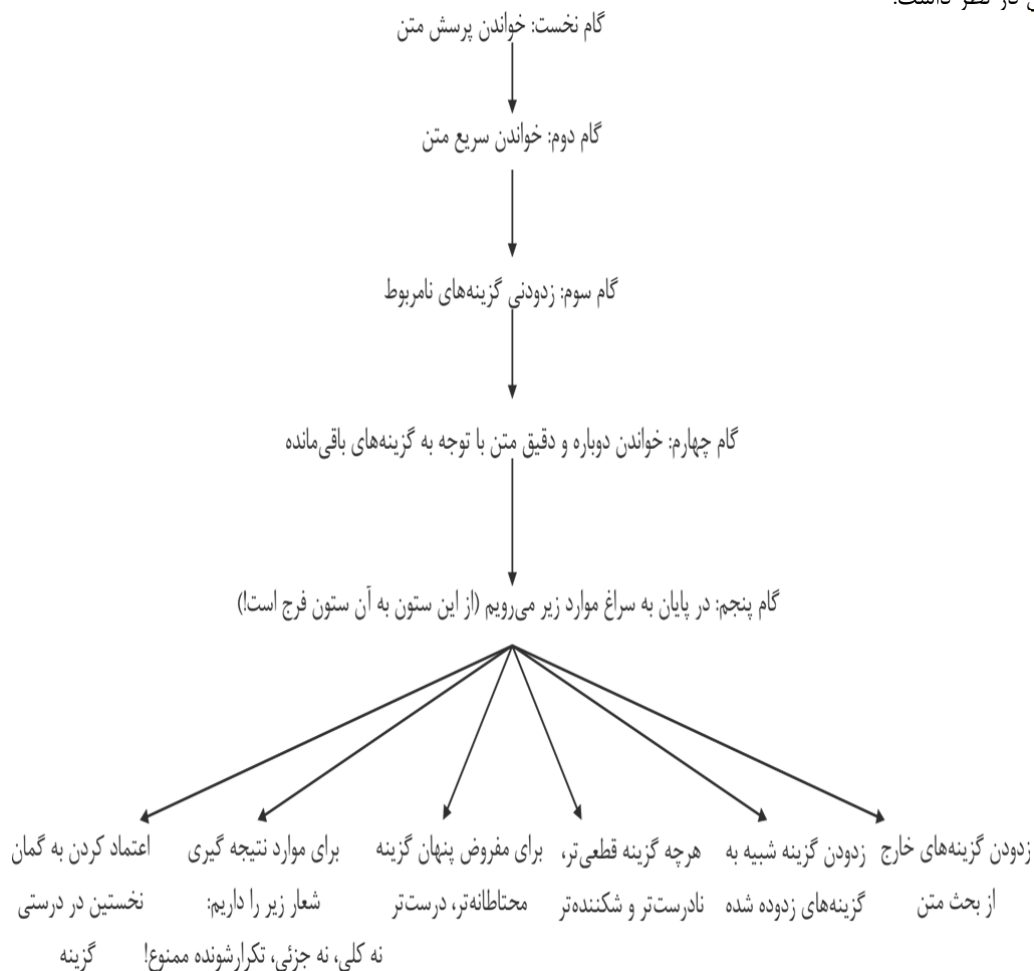 در نظر داشت.
گام نخست: خواندن پرسش متن
گام دوم: خواندن سریع متن
گام سوم: زدودنی گزینه‌های نامربوط
گام چهارم: خواندن دوباره و دقیق متن با توجه به گزینه‌های باقی‌مانده
گام پنجم: در پایان به سراغ موارد زیر می‌رویم (از این ستون به آن ستون فرج است!)
زدودن گزینه‌های خارج
از بحث متن
زدودن گزینه شبیه به
گزینه‌های زدوده شده
هرچه گزینه قطعی‌تر،
نادرست‌تر و شکننده‌تر
برای مفروض پنهان گزینه
محتاطانه‌تر، درست‌تر
برای موارد نتیجه گیری
شعار زیر را داریم:
نه کلی، نه جزئی، تکرارشونده ممنوع!
اعتماد کردن به گمان
نخستین در درستی
گزینه